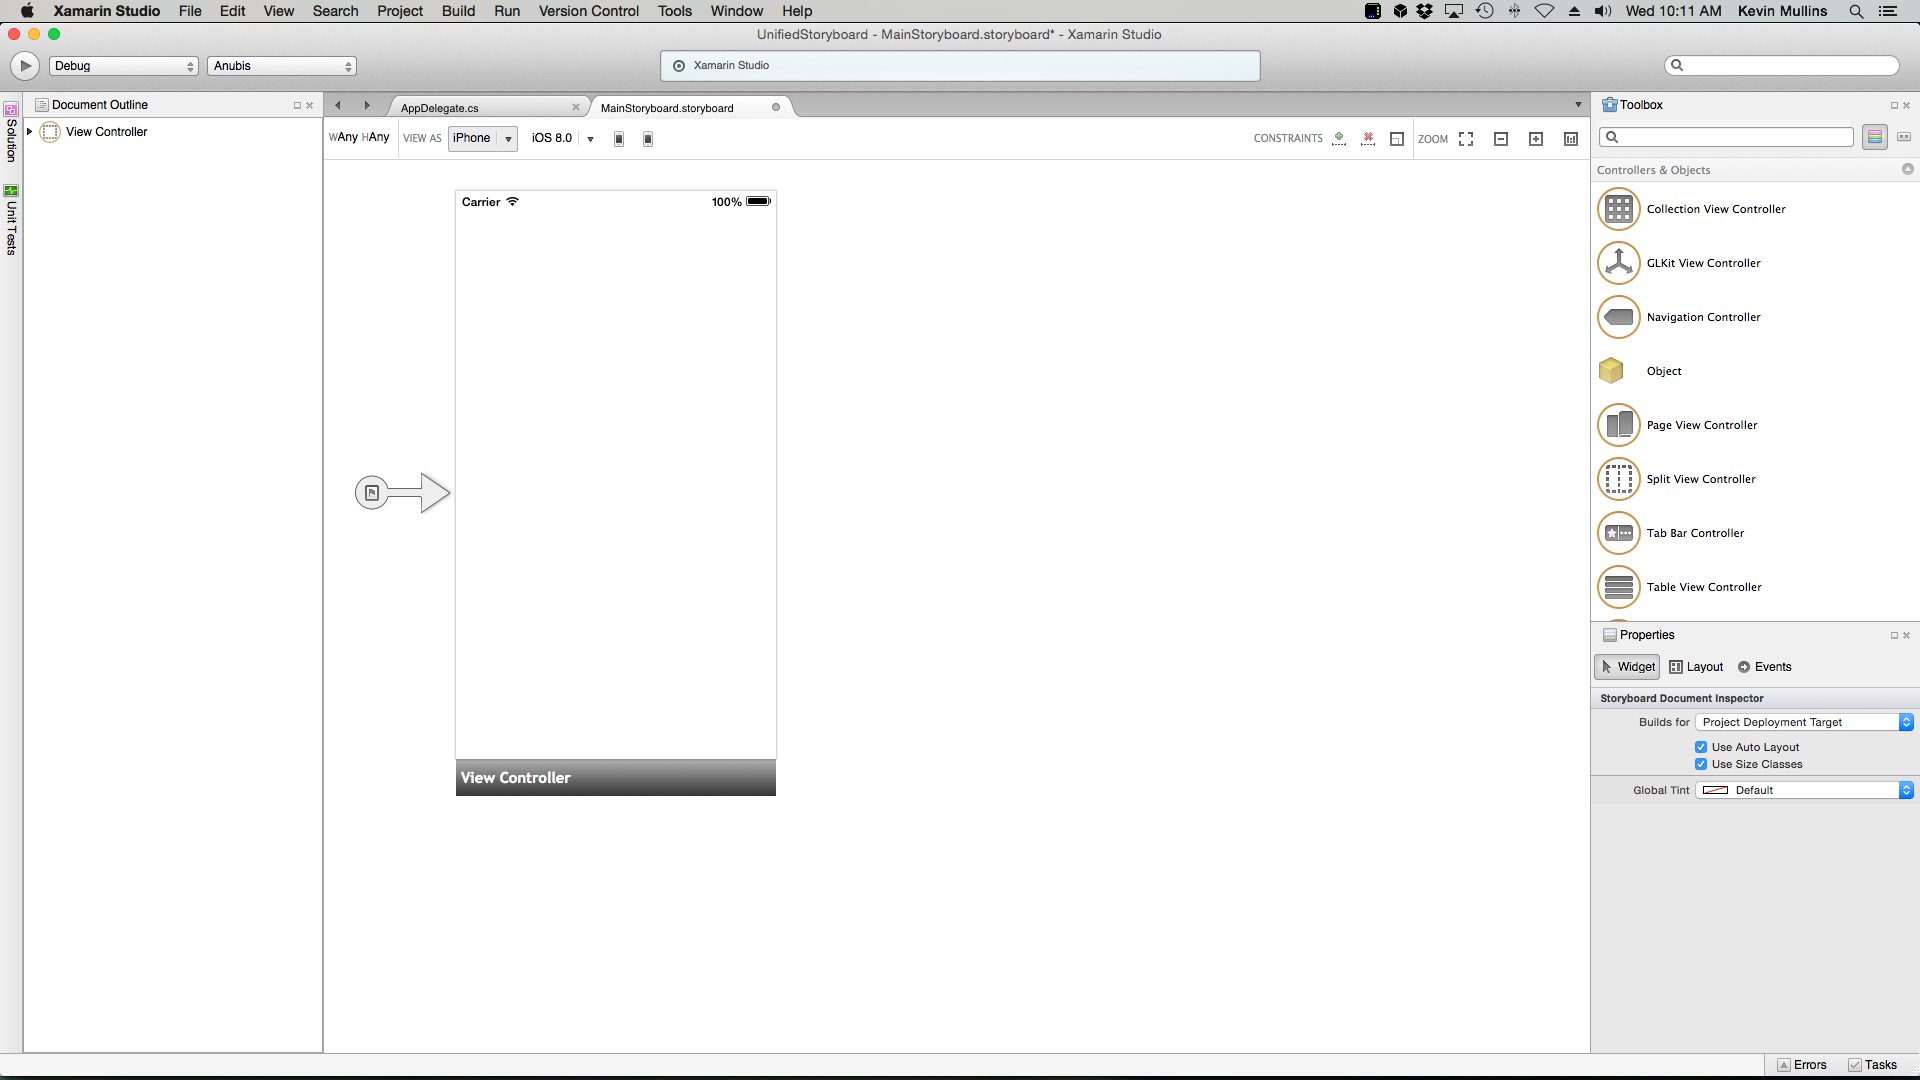 Xamarin Studio File Edit View Search Project Build Run Version Control Tools Window Help Wed 10:11 AM Kevin Mullins
UnifiedStoryboard - MainStoryboard.storyboard* - Xamarin Studio
Debug Anubis Xamarin Studio
Solution
Unit Tests
Document Outline
View Controller
AppDelegate.cs MainStoryboard.storyboard
wAny hAny VIEW AS iPhone iOS 8.0 CONSTRAINTS ZOOM
Carrier 100%
View Controller
Toolbox
Controllers & Objects
Collection View Controller
GLKit View Controller
Navigation Controller
Object
Page View Controller
Split View Controller
Tab Bar Controller
Table View Controller
Properties
Widget Layout Events
Storyboard Document Inspector
Builds for Project Deployment Target
Use Auto Layout
Use Size Classes
Global Tint Default
Errors Tasks